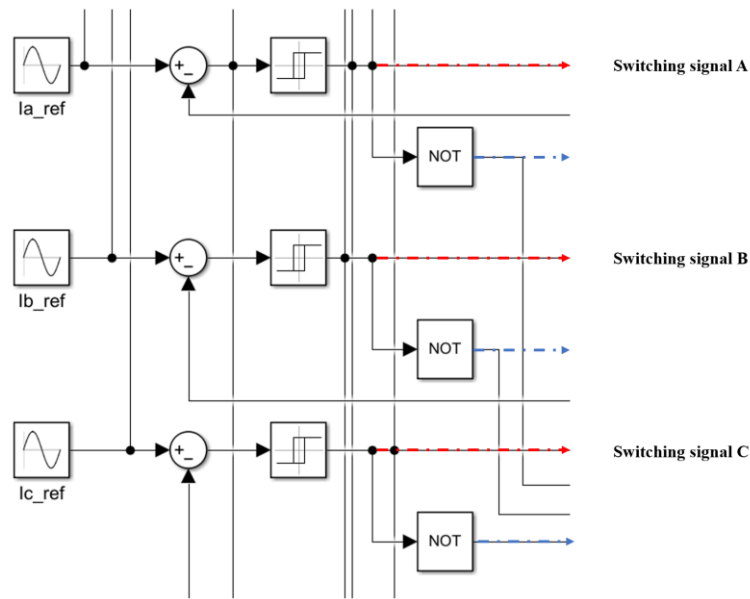 +
−
Switching signal A
Ia_ref
NOT
+
−
Switching signal B
Ib_ref
NOT
+
−
Switching signal C
Ic_ref
NOT